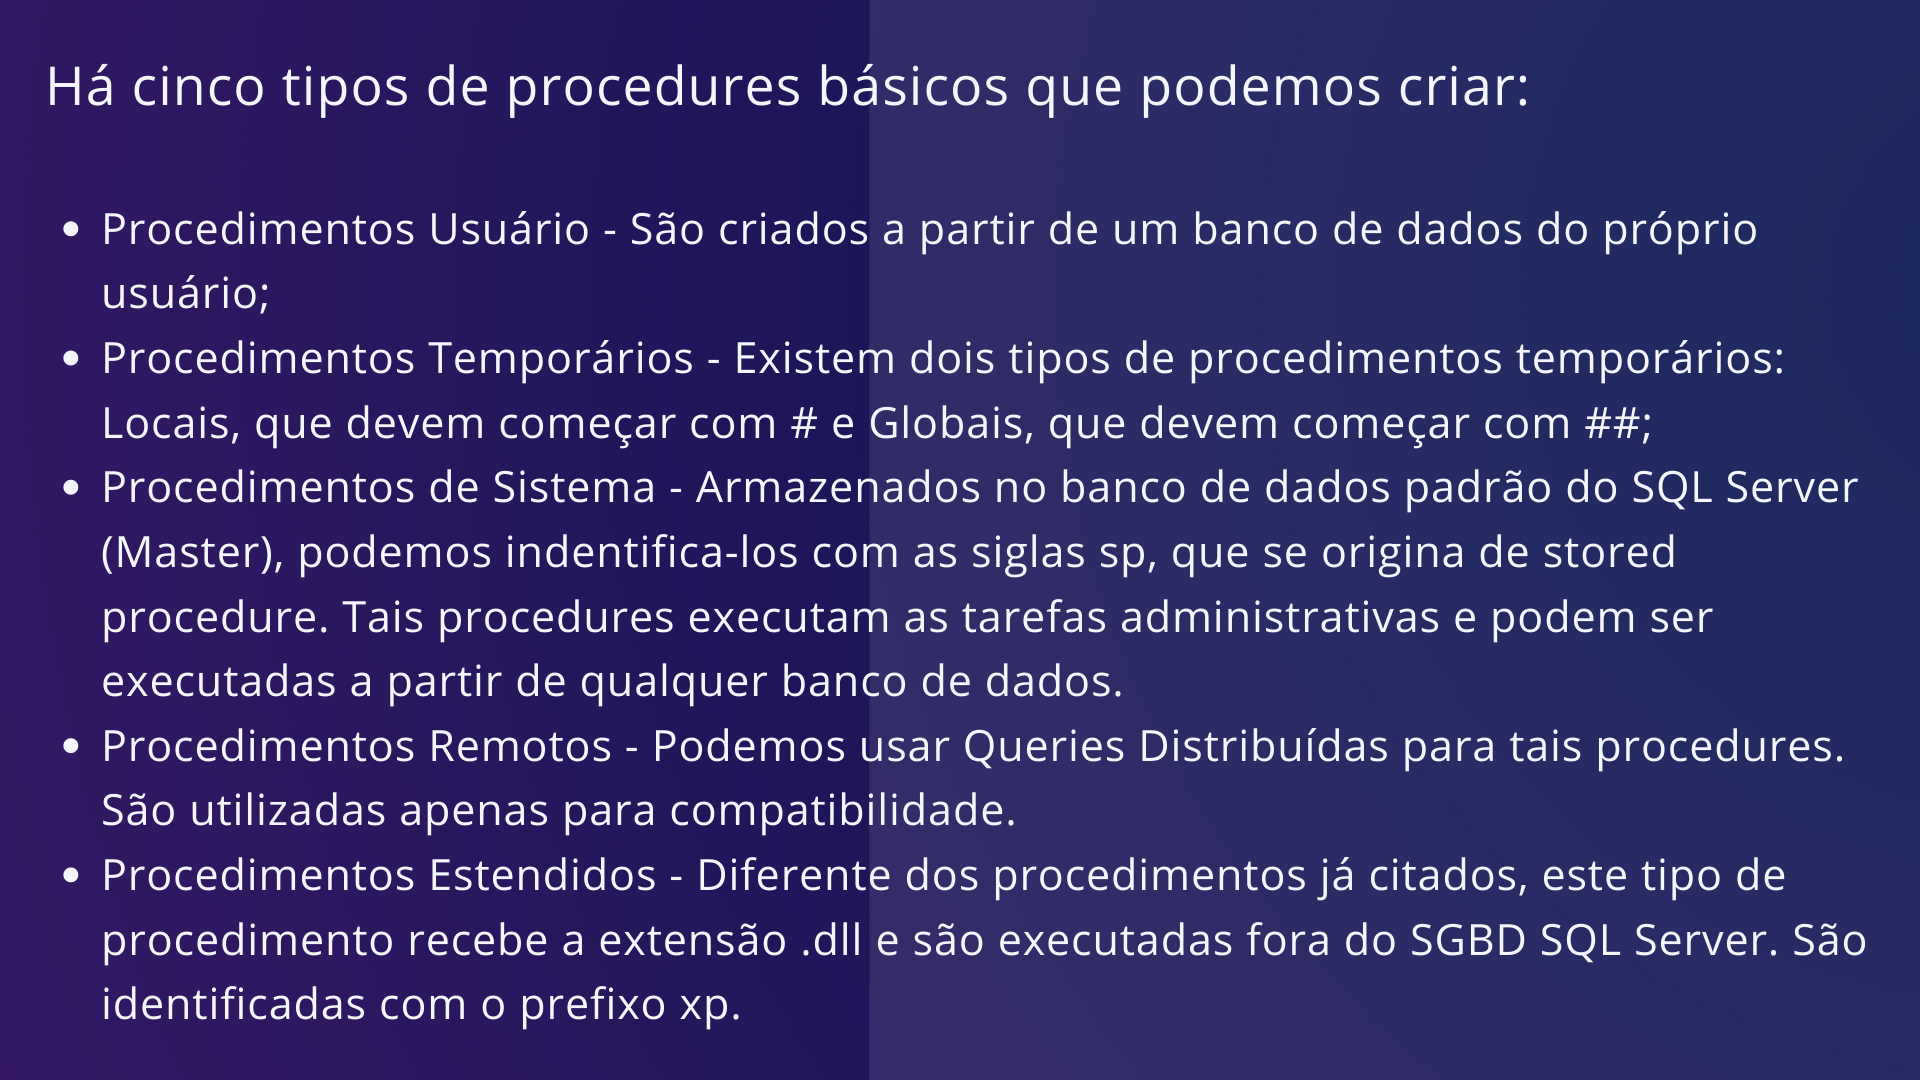 Há cinco tipos de procedures básicos que podemos criar:
• Procedimentos Usuário - São criados a partir de um banco de dados do próprio
usuário;
• Procedimentos Temporários - Existem dois tipos de procedimentos temporários:
Locais, que devem começar com # e Globais, que devem começar com ##;
• Procedimentos de Sistema - Armazenados no banco de dados padrão do SQL Server
(Master), podemos indentifica-los com as siglas sp, que se origina de stored
procedure. Tais procedures executam as tarefas administrativas e podem ser
executadas a partir de qualquer banco de dados.
• Procedimentos Remotos - Podemos usar Queries Distribuídas para tais procedures.
São utilizadas apenas para compatibilidade.
• Procedimentos Estendidos - Diferente dos procedimentos já citados, este tipo de
procedimento recebe a extensão .dll e são executadas fora do SGBD SQL Server. São
identificadas com o prefixo xp.